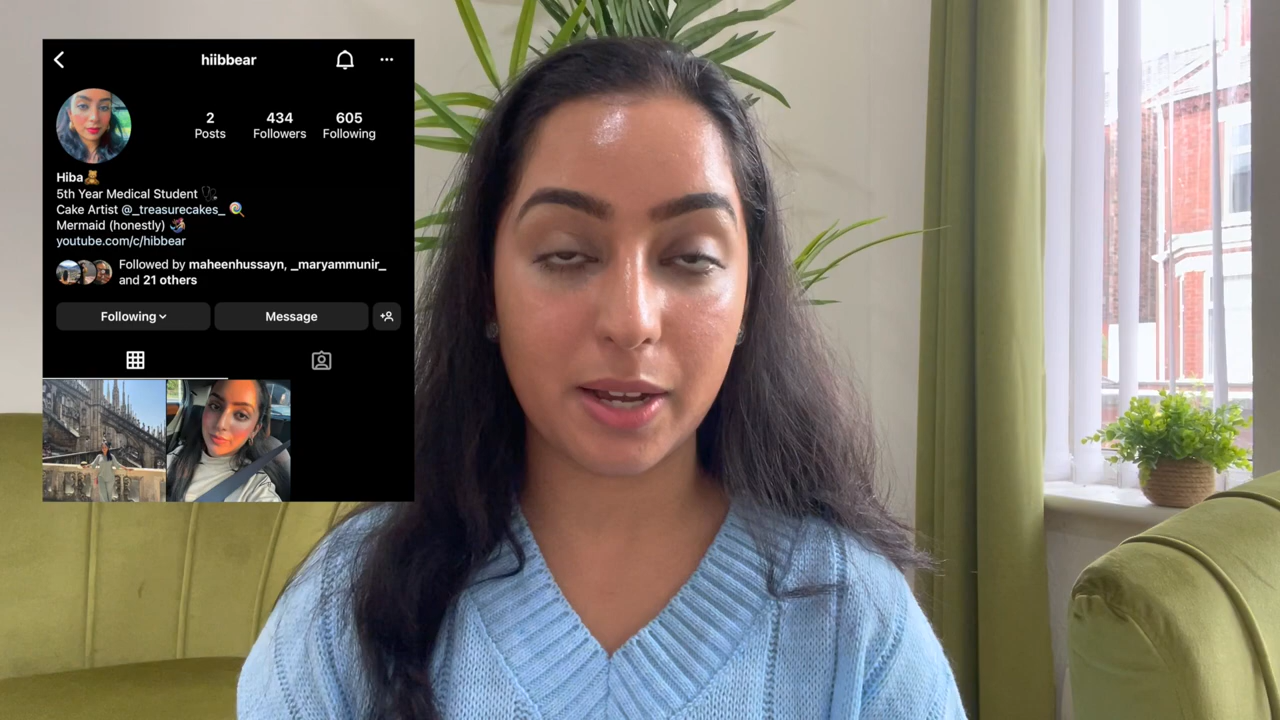 hiibbear
2 434 605
Posts Followers Following
Hiba🧸
5th Year Medical Student 🩺
Cake Artist @_treasurecakes_ 🍭
Mermaid (honestly) 🧜🏽‍♀️
youtube.com/c/hibbear
Followed by maheenhussayn, _maryammunir_
and 21 others
Following Message